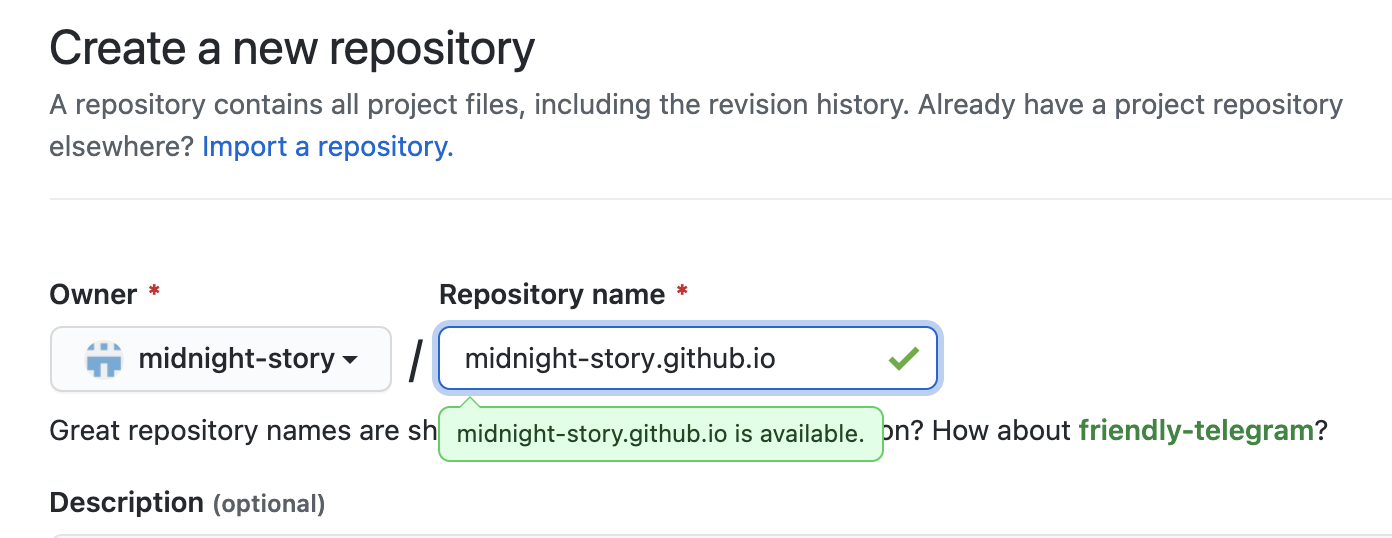 Create a new repository
A repository contains all project files, including the revision history. Already have a project repository
elsewhere? Import a repository.
Owner * Repository name *
midnight-story / midnight-story.github.io
Great repository names are sh on? How about friendly-telegram?
midnight-story.github.io is available.
Description (optional)